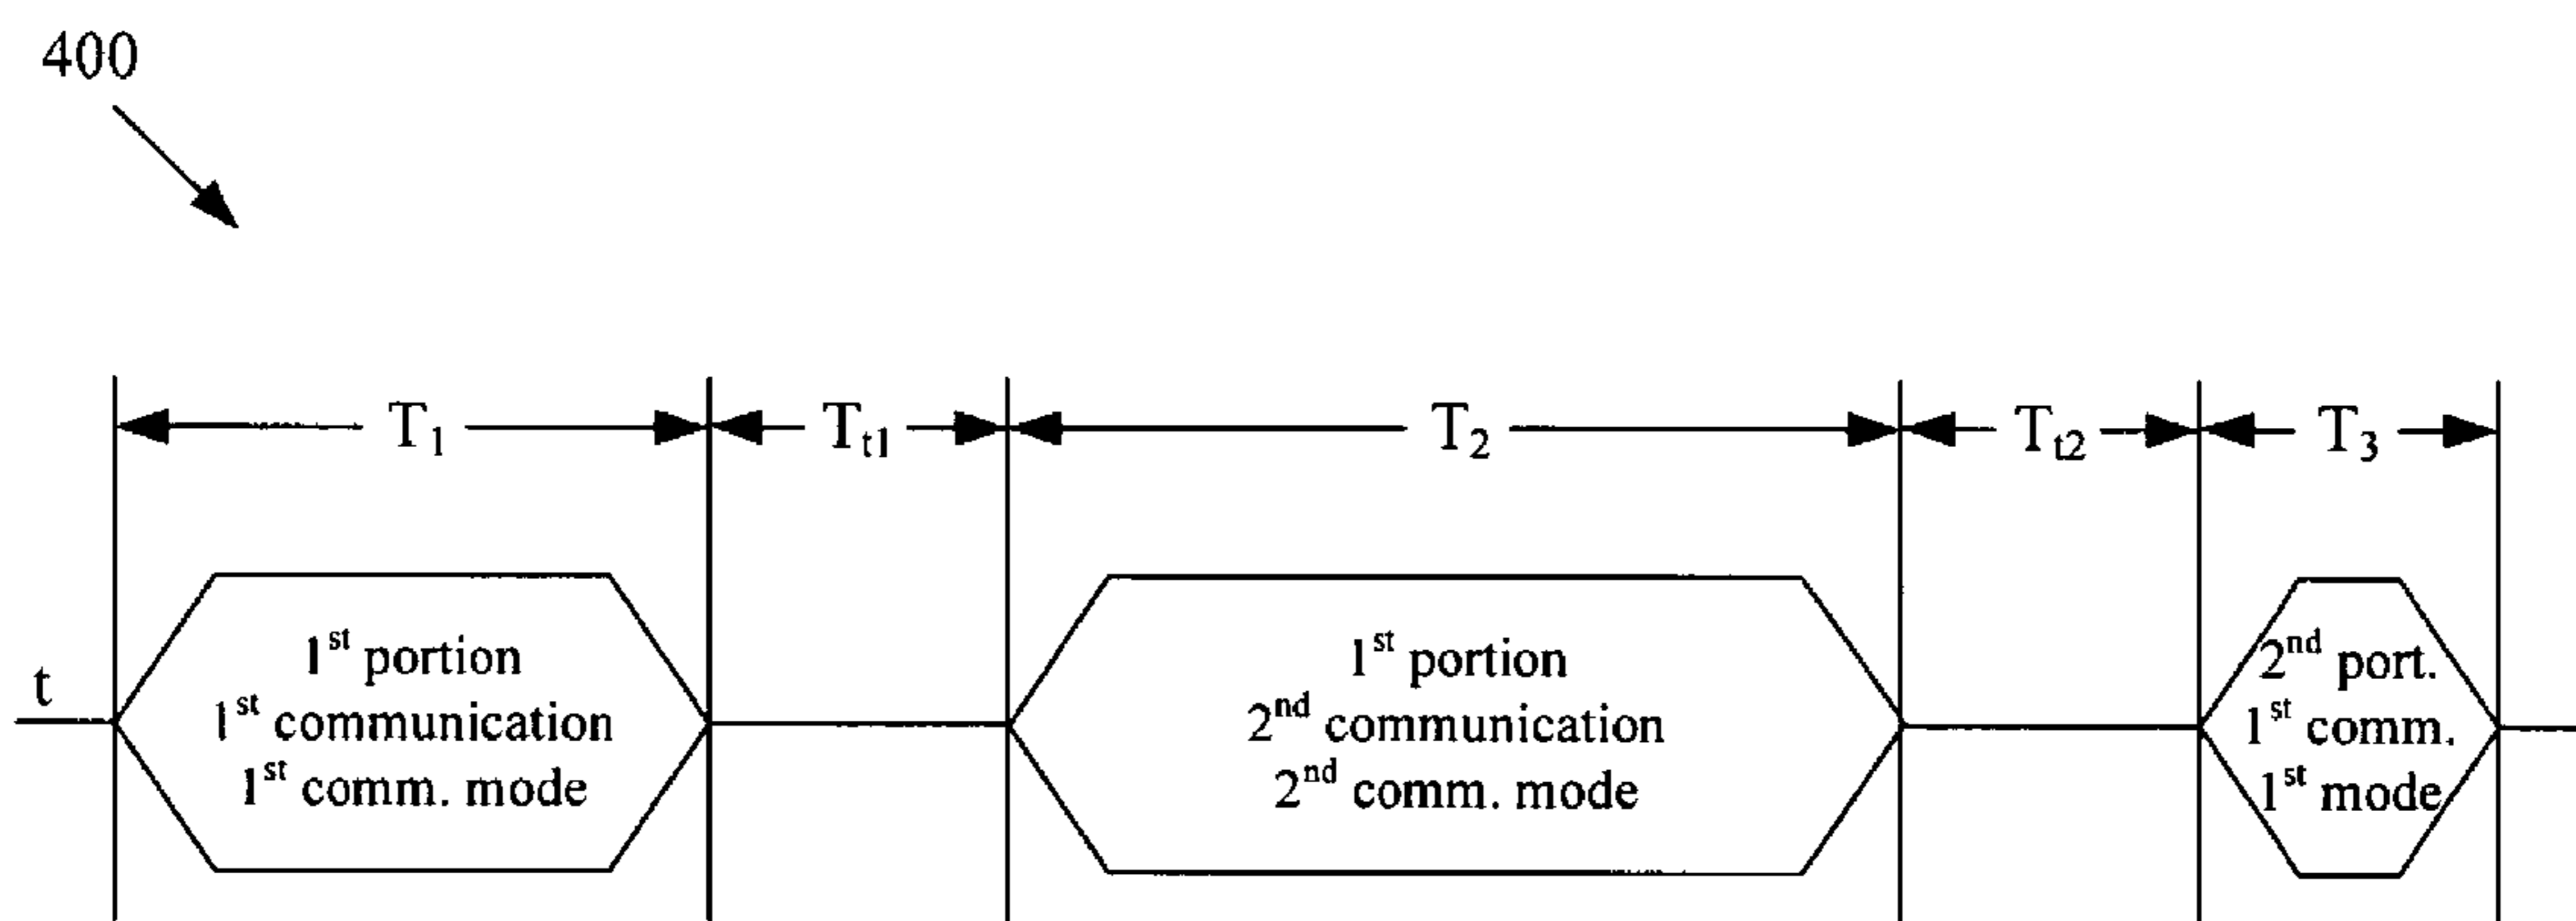 400
T₁ Tₜ₁ T₂ Tₜ₂ T₃
t
1ˢᵗ portion
1ˢᵗ communication
1ˢᵗ comm. mode
1ˢᵗ portion
2ⁿᵈ communication
2ⁿᵈ comm. mode
2ⁿᵈ port.
1ˢᵗ comm.
1ˢᵗ mode